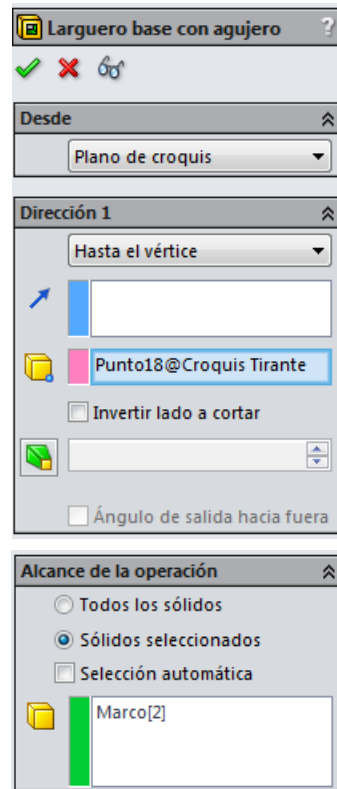 Larguero base con agujero ?
Desde
Plano de croquis
Dirección 1
Hasta el vértice
Punto18@Croquis Tirante
Invertir lado a cortar
Ángulo de salida hacia fuera
Alcance de la operación
Todos los sólidos
Sólidos seleccionados
Selección automática
Marco[2]